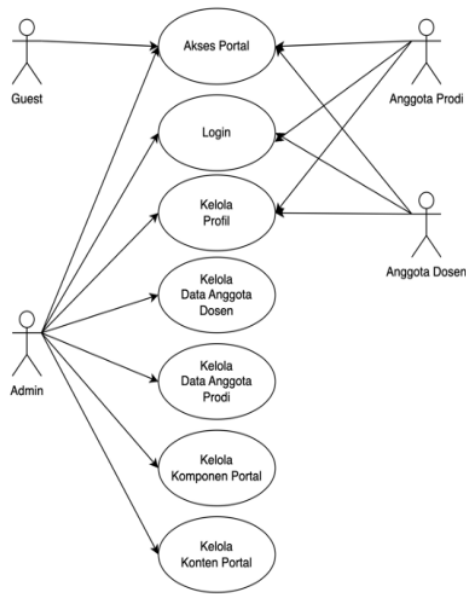 Akses Portal
Guest
Anggota Prodi
Login
Kelola
Profil
Anggota Dosen
Kelola
Data Anggota
Dosen
Admin
Kelola
Data Anggota
Prodi
Kelola
Komponen Portal
Kelola
Konten Portal